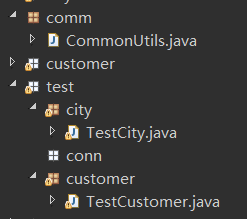 comm
CommonUtils.java
customer
test
city
TestCity.java
conn
customer
TestCustomer.java